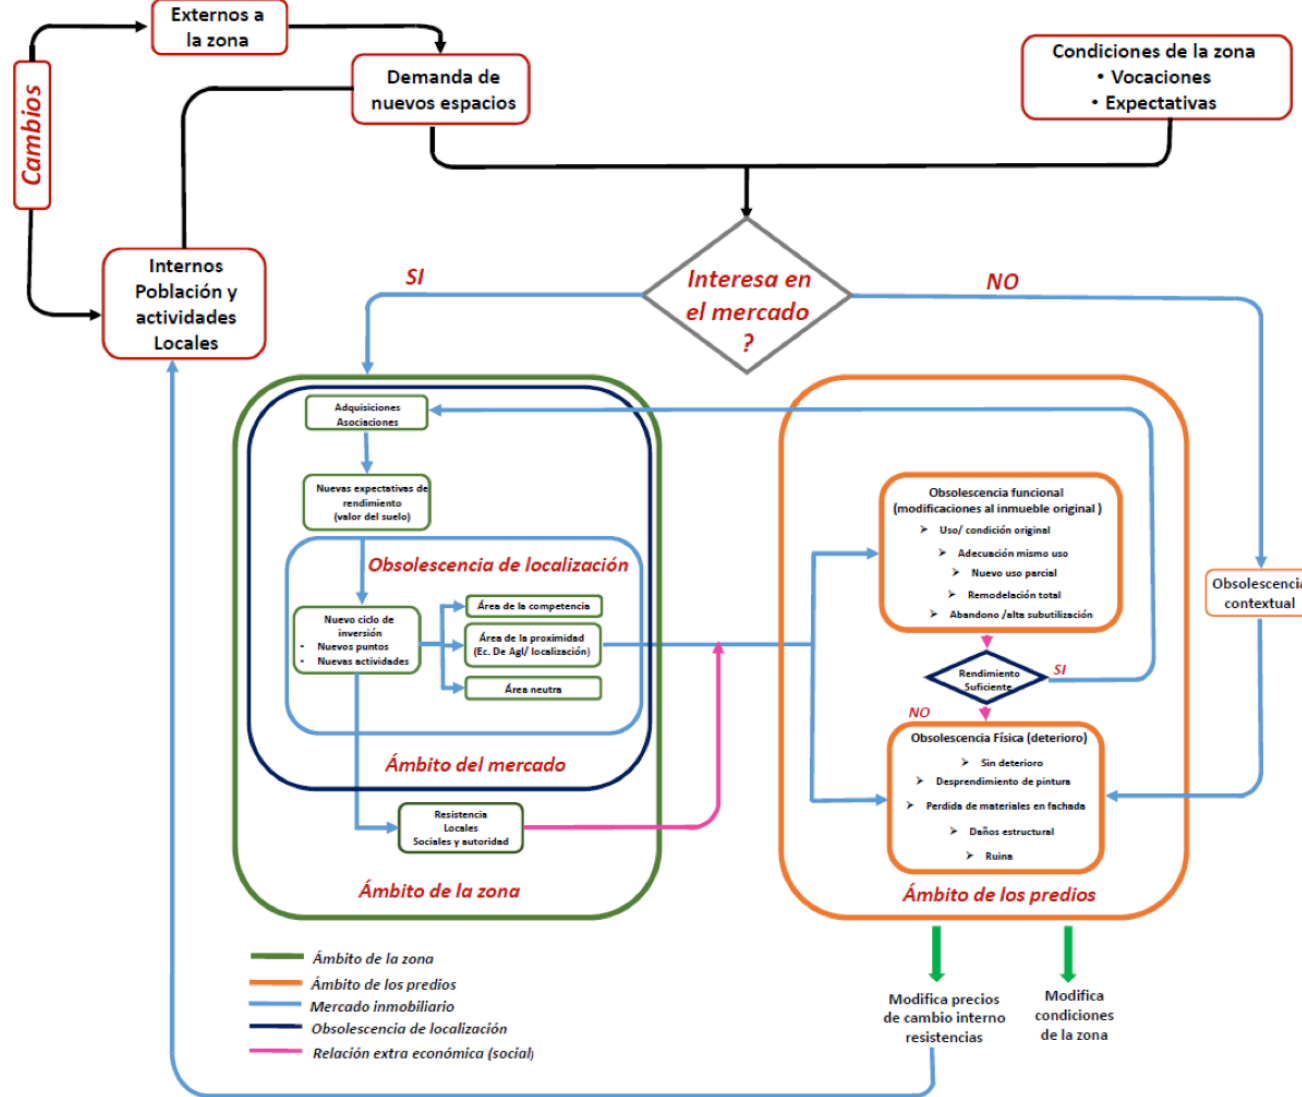 Cambios
Externos a
la zona
Demanda de
nuevos espacios
Condiciones de la zona
• Vocaciones
• Expectativas
Internos
Población y
actividades
Locales
SI
Interesa en
el mercado
?
NO
Adquisiciones
Asociaciones
Nuevas expectativas de
rendimiento
(valor del suelo)
Obsolescencia de localización
Nuevo ciclo de
inversión
• Nuevos puntos
• Nuevas actividades
Área de la competencia
Área de la proximidad
(Ec. De Agl/ localización)
Área neutra
Ámbito del mercado
Resistencia
Locales
Sociales y autoridad
Ámbito de la zona
Obsolescencia funcional
(modificaciones al inmueble original )
➤ Uso/ condición original
➤ Adecuación mismo uso
➤ Nuevo uso parcial
➤ Remodelación total
➤ Abandono /alta subutilización
Rendimiento
Suficiente
SI
NO
Obsolescencia Física (deterioro)
➤ Sin deterioro
➤ Desprendimiento de pintura
➤ Perdida de materiales en fachada
➤ Daños estructural
➤ Ruina
Ámbito de los predios
Obsolescencia
contextual
Ámbito de la zona
Ámbito de los predios
Mercado inmobiliario
Obsolescencia de localización
Relación extra económica (social)
Modifica precios
de cambio interno
resistencias
Modifica
condiciones
de la zona